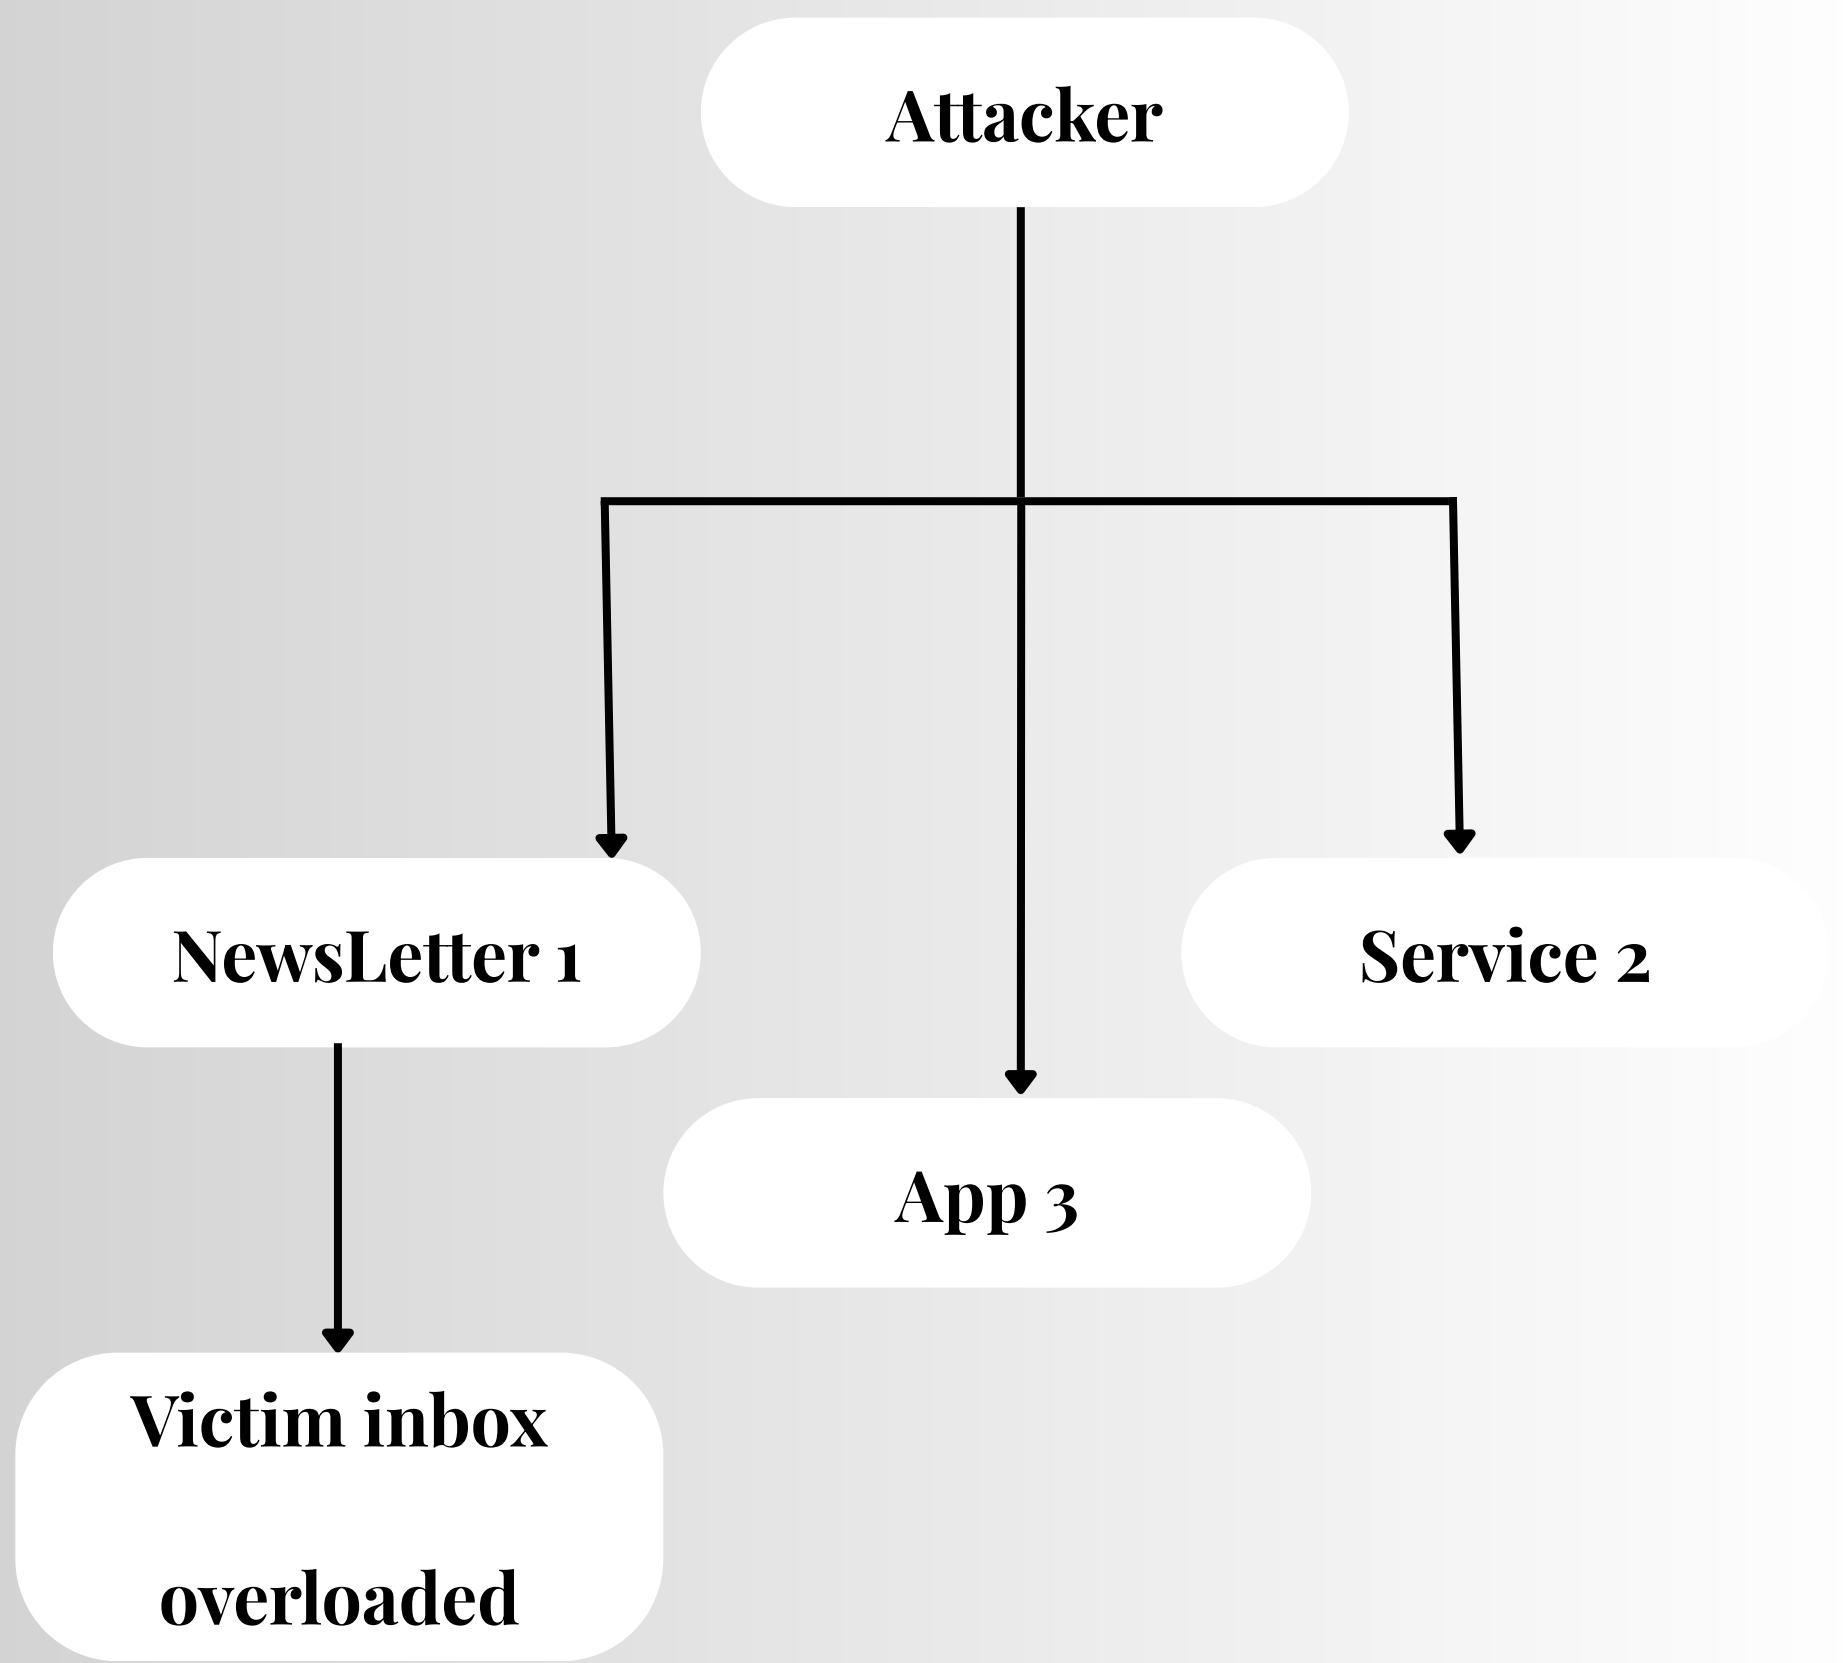 Attacker
NewsLetter 1
Service 2
App 3
Victim inbox
overloaded